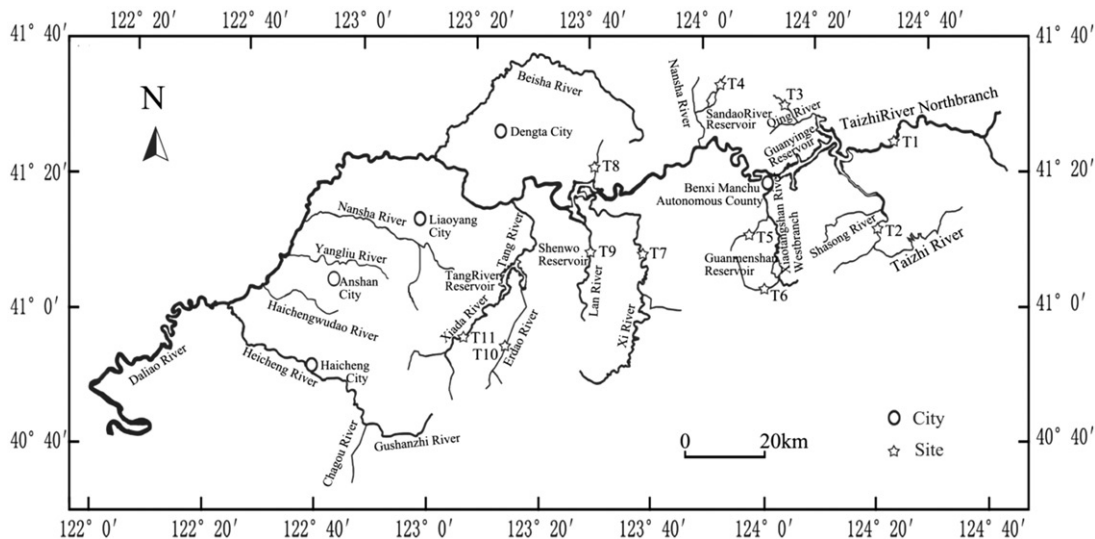 122° 20′ 122° 40′ 123° 0′ 123° 20′ 123° 40′ 124° 0′ 124° 20′ 124° 40′
41° 40′ 41° 40′
N
Beisha River
Dengta City
Nansha River
T4
SandaoRiver
Reservoir
T3
Qing River
TaizhiRiver Northbranch
Guanyinge
Reservoir
T1
41° 20′ 41° 20′
T8
Benxi Manchu
Autonomous County
Nansha River
Liaoyang
City
Yangliu River
Anshan
City
Haichengwudao River
Tang River
TangRiver
Reservoir
Shenwo
Reservoir
T9
Lan River
T7
Xi River
T5
Guanmenshan
Reservoir
Xiaotangshan River
Westbranch
T6
Shasong River
T2
Taizhi River
41° 0′ 41° 0′
Xiada River
T11
T10
Erdao River
Daliao River
Heicheng River
Haicheng
City
Chagou River
Gushanzhi River
40° 40′ 40° 40′
0 20km
City
Site
122° 0′ 122° 20′ 122° 40′ 123° 0′ 123° 20′ 123° 40′ 124° 0′ 124° 20′ 124° 40′